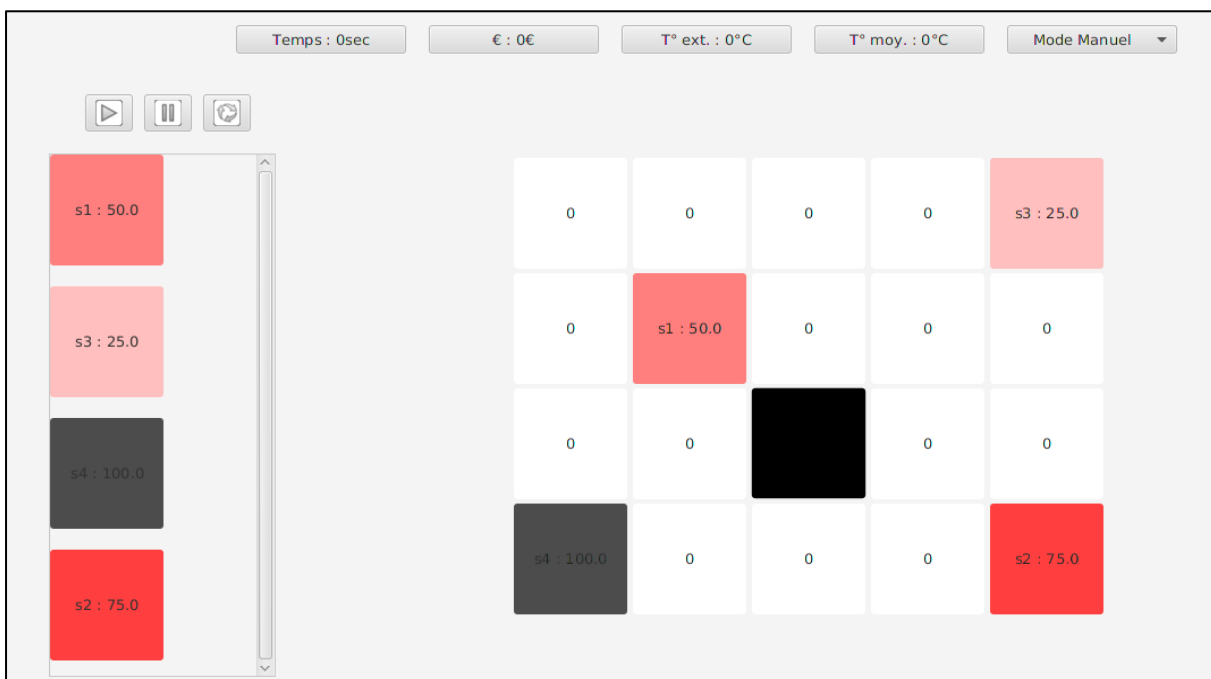 Temps : 0sec
€ : 0€
T° ext. : 0°C
T° moy. : 0°C
Mode Manuel
s1 : 50.0
s3 : 25.0
s4 : 100.0
s2 : 75.0
0 0 0 0 s3 : 25.0
0 s1 : 50.0 0 0 0
0 0 0 0
s4 : 100.0 0 0 0 s2 : 75.0